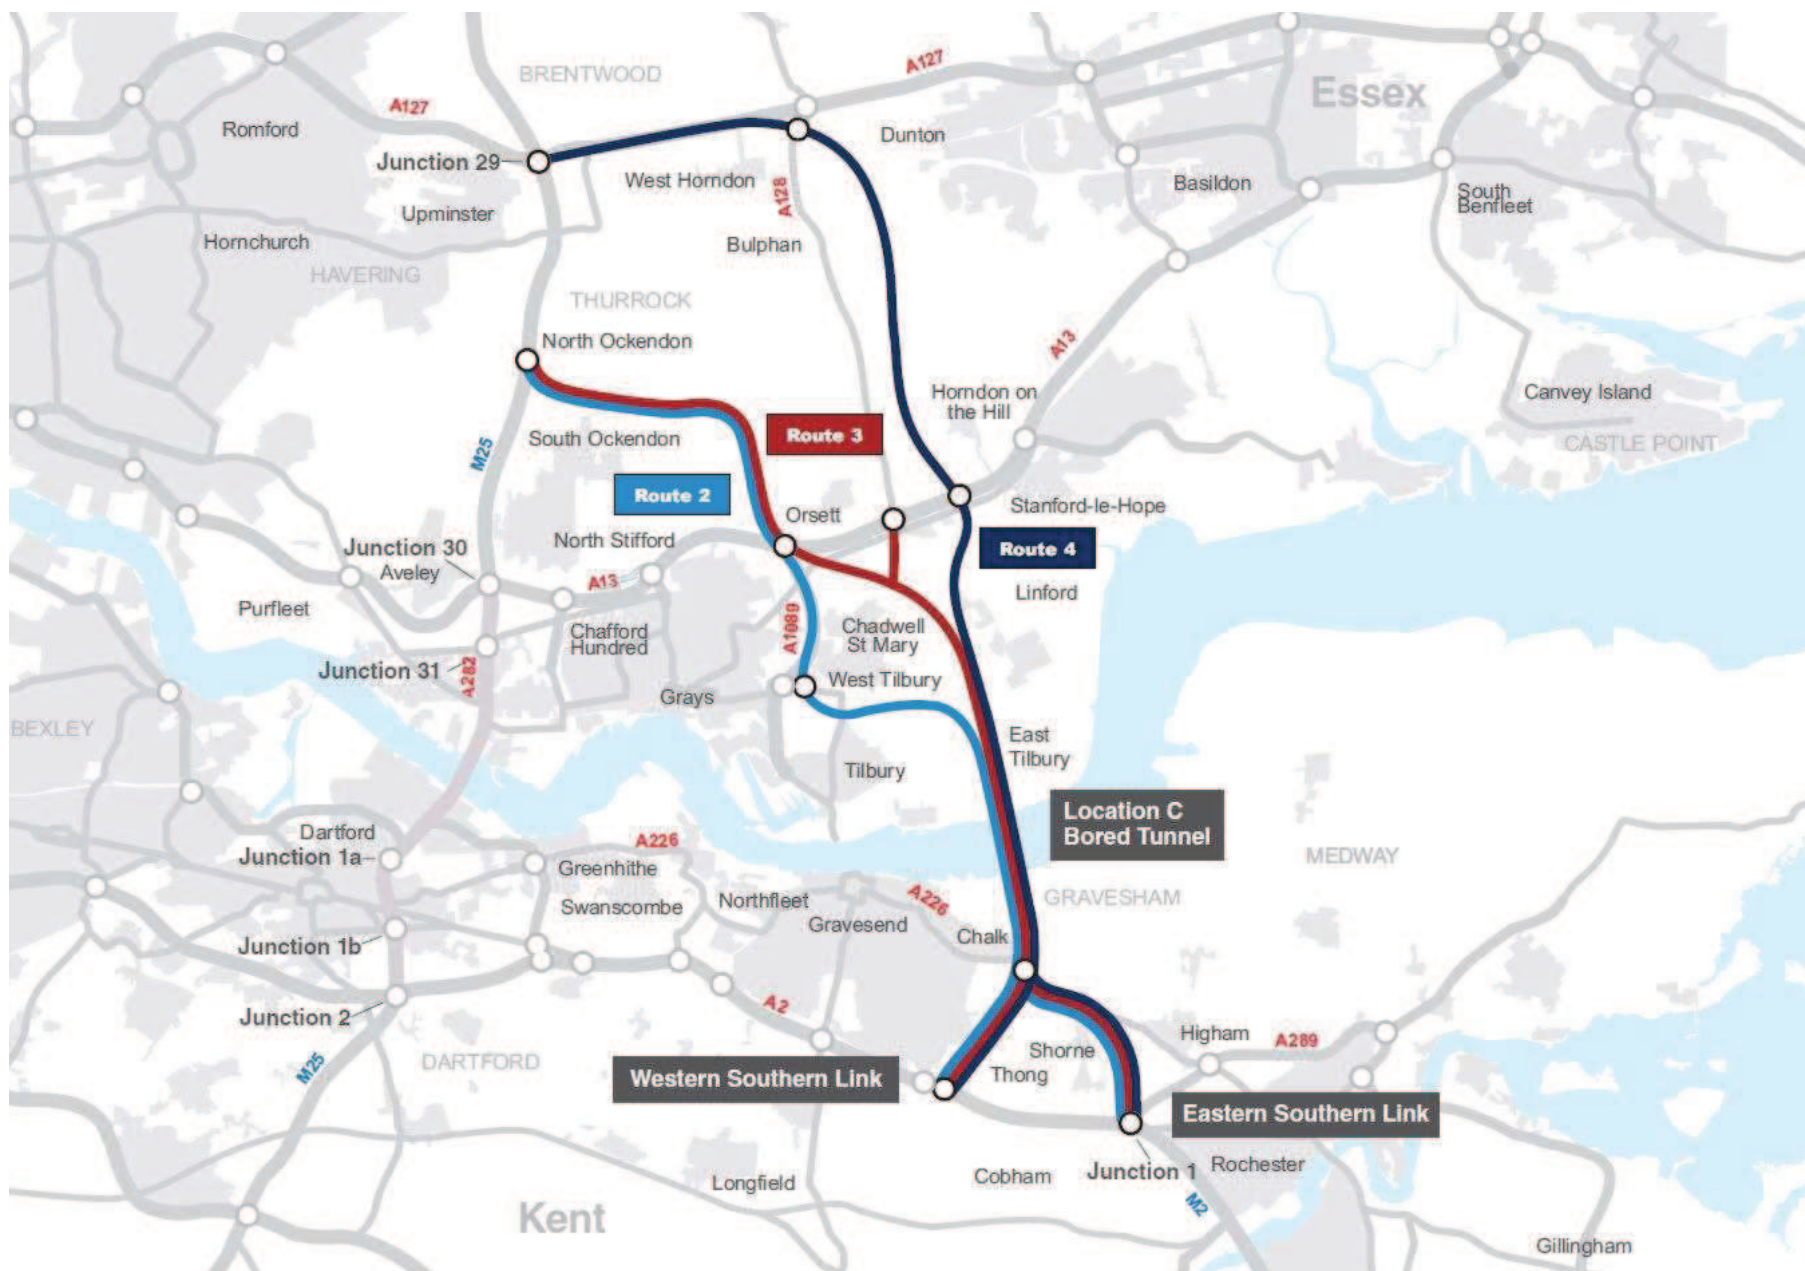 BRENTWOOD
A127
Essex
A127
Romford
Dunton
Junction 29
West Horndon
A128
Basildon
South
Benfleet
Upminster
Hornchurch
Bulphan
HAVERING
THURROCK
North Ockendon
A13
Horndon on
the Hill
Canvey Island
Route 3
South Ockendon
CASTLE POINT
M25
Route 2
Orsett
Stanford-le-Hope
Junction 30
Aveley
North Stifford
Route 4
A13
Linford
Purfleet
Chafford
Hundred
A1089
Chadwell
St Mary
Junction 31
A282
West Tilbury
Grays
BEXLEY
East
Tilbury
Tilbury
Location C
Bored Tunnel
Dartford
A226
Junction 1a
MEDWAY
Greenhithe
A226
GRAVESHAM
Swanscombe
Northfleet
Gravesend
Chalk
Junction 1b
A2
Junction 2
Higham
A289
M25
DARTFORD
Shorne
Thong
Western Southern Link
Eastern Southern Link
Junction 1
Rochester
Cobham
Longfield
M2
Kent
Gillingham